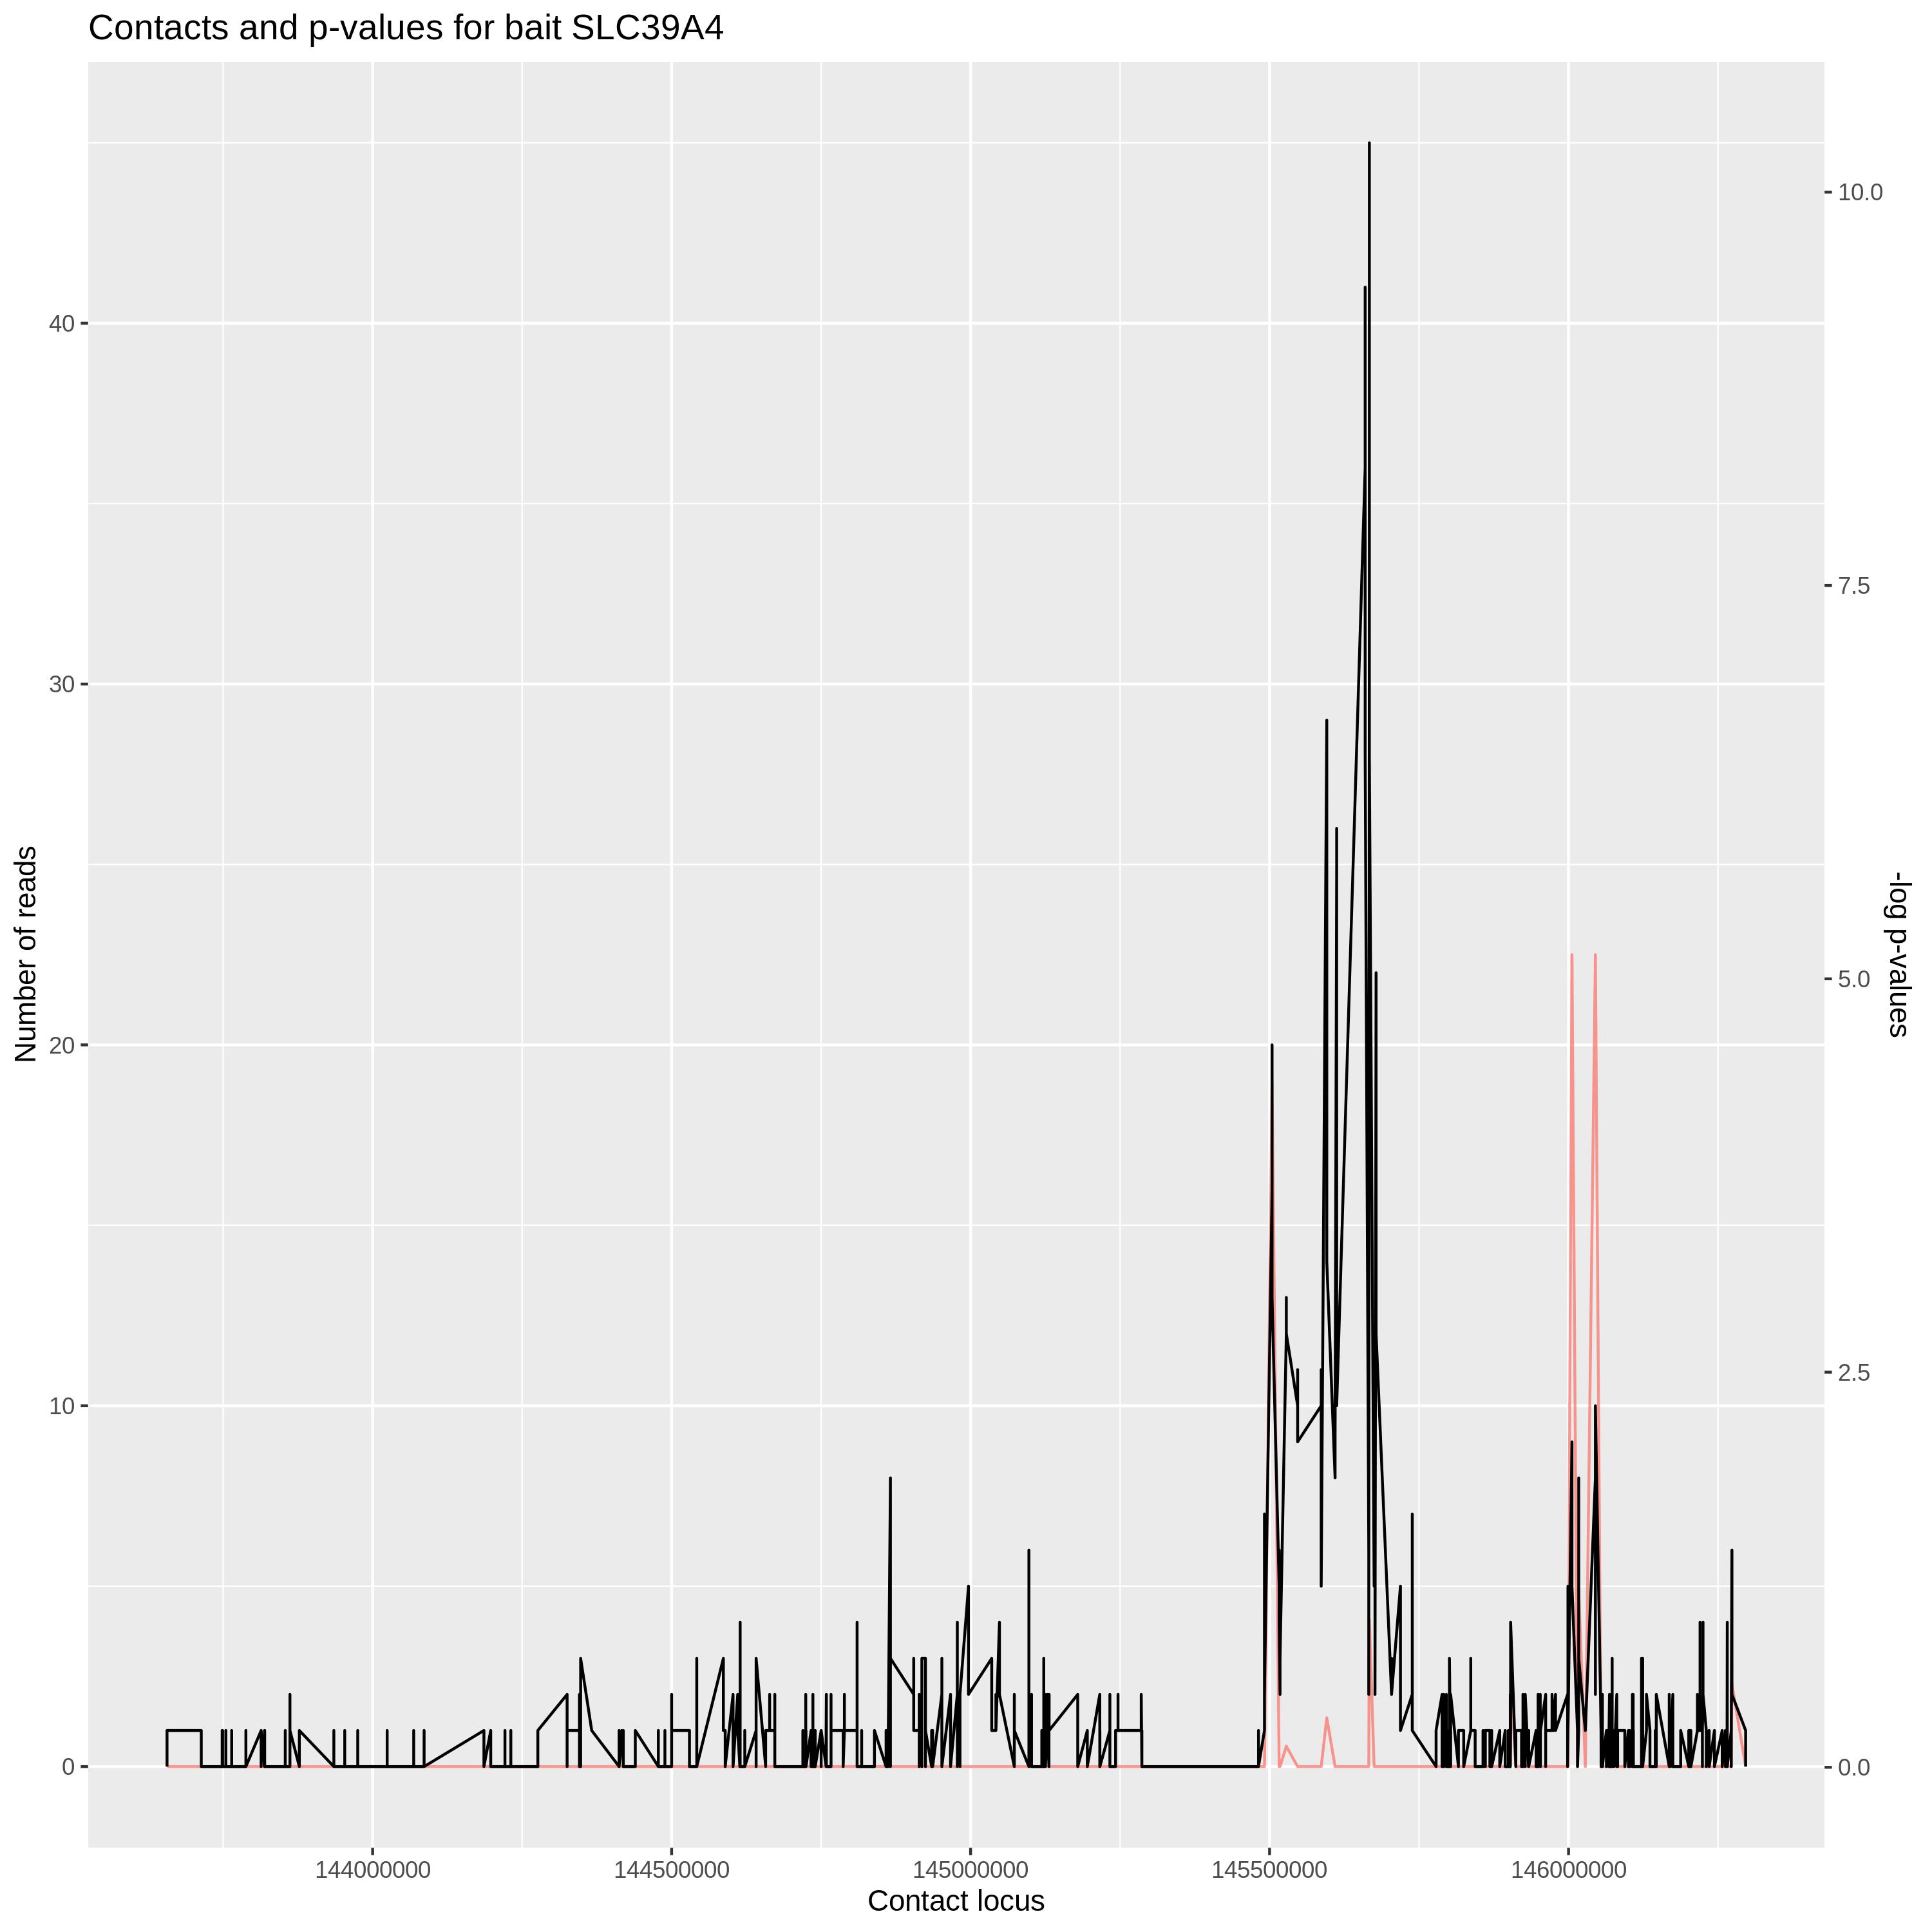 Contacts and p-values for bait SLC39A4
Number of reads
40
30
20
10
0
10.0
7.5
5.0
2.5
0.0
-log p-values
144000000 144500000 145000000 145500000 146000000
Contact locus